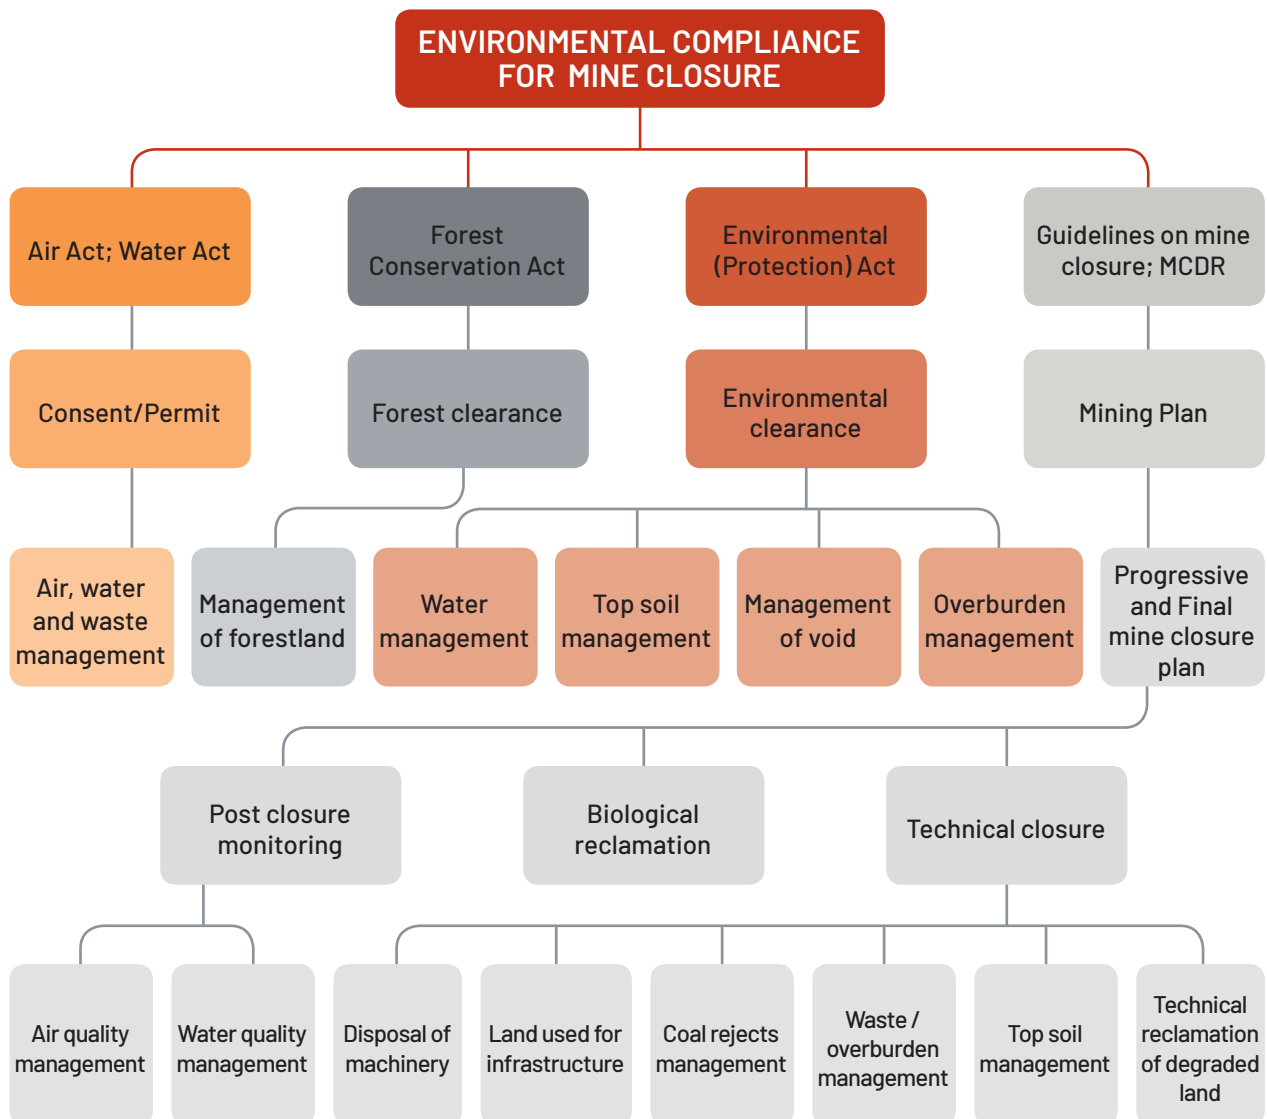 ENVIRONMENTAL COMPLIANCE
FOR MINE CLOSURE
Air Act; Water Act
Forest
Conservation Act
Environmental
(Protection) Act
Guidelines on mine
closure; MCDR
Consent/Permit
Forest clearance
Environmental
clearance
Mining Plan
Air, water
and waste
management
Management
of forestland
Water
management
Top soil
management
Management
of void
Overburden
management
Progressive
and Final
mine closure
plan
Post closure
monitoring
Biological
reclamation
Technical closure
Air quality
management
Water quality
management
Disposal of
machinery
Land used for
infrastructure
Coal rejects
management
Waste /
overburden
management
Top soil
management
Technical
reclamation
of degraded
land